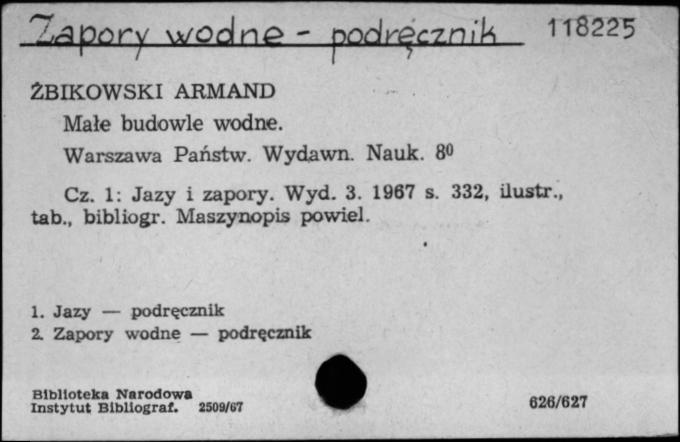 Zapory wodne - podręcznik 118225
ŻBIKOWSKI ARMAND
Małe budowle wodne.
Warszawa Państw. Wydawn. Nauk. 8⁰
Cz. 1: Jazy i zapory. Wyd. 3. 1967 s. 332, ilustr.,
tab., bibliogr. Maszynopis powiel.
1. Jazy — podręcznik
2. Zapory wodne — podręcznik
Biblioteka Narodowa
Instytut Bibliograf. 2509/67 626/627